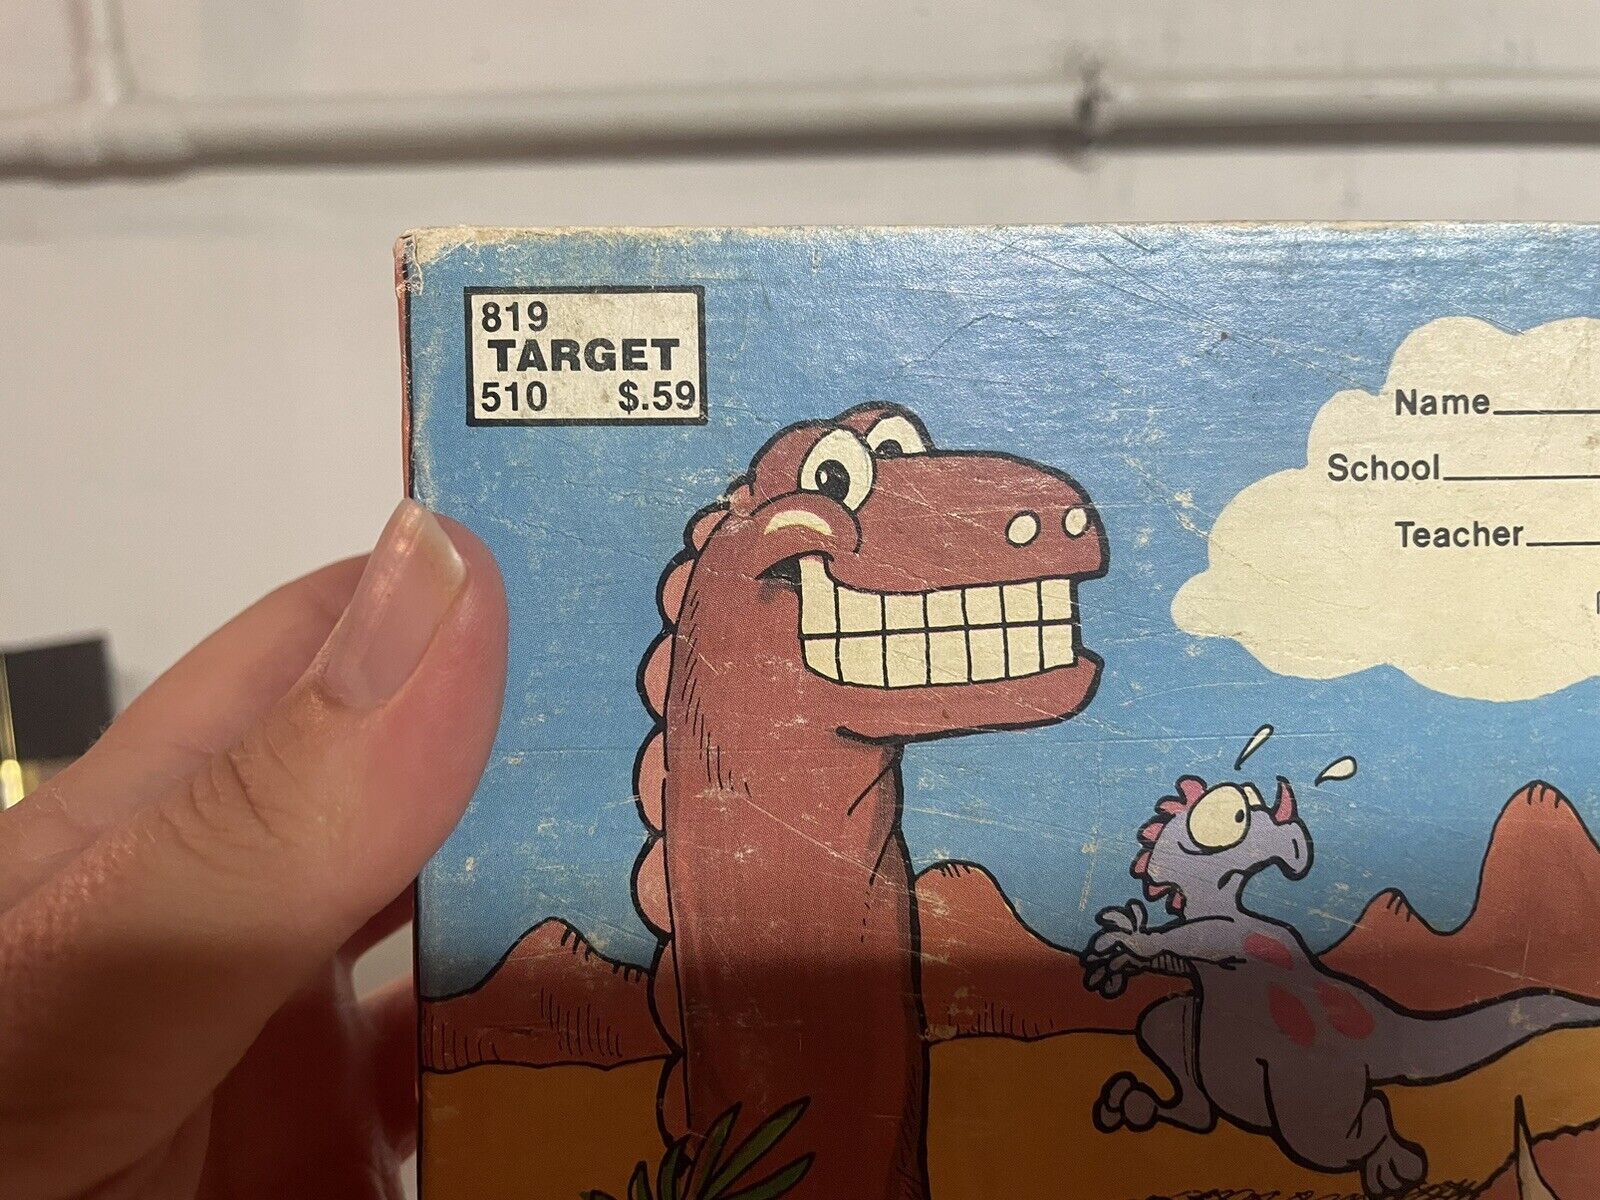 819
TARGET
510 $.59
Name
School
Teacher